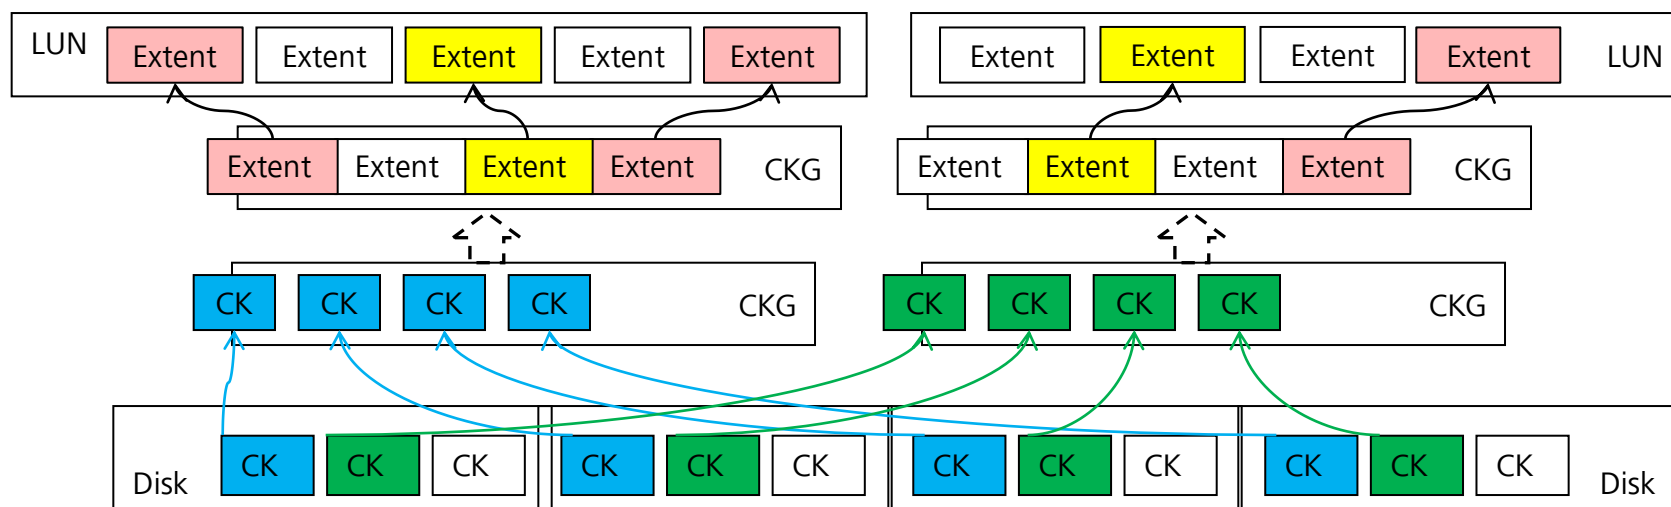 LUN Extent Extent Extent Extent Extent Extent Extent Extent Extent LUN
Extent Extent Extent Extent CKG Extent Extent Extent Extent CKG
CK CK CK CK CKG CK CK CK CK CKG
Disk CK CK CK CK CK CK CK CK CK CK CK CK Disk